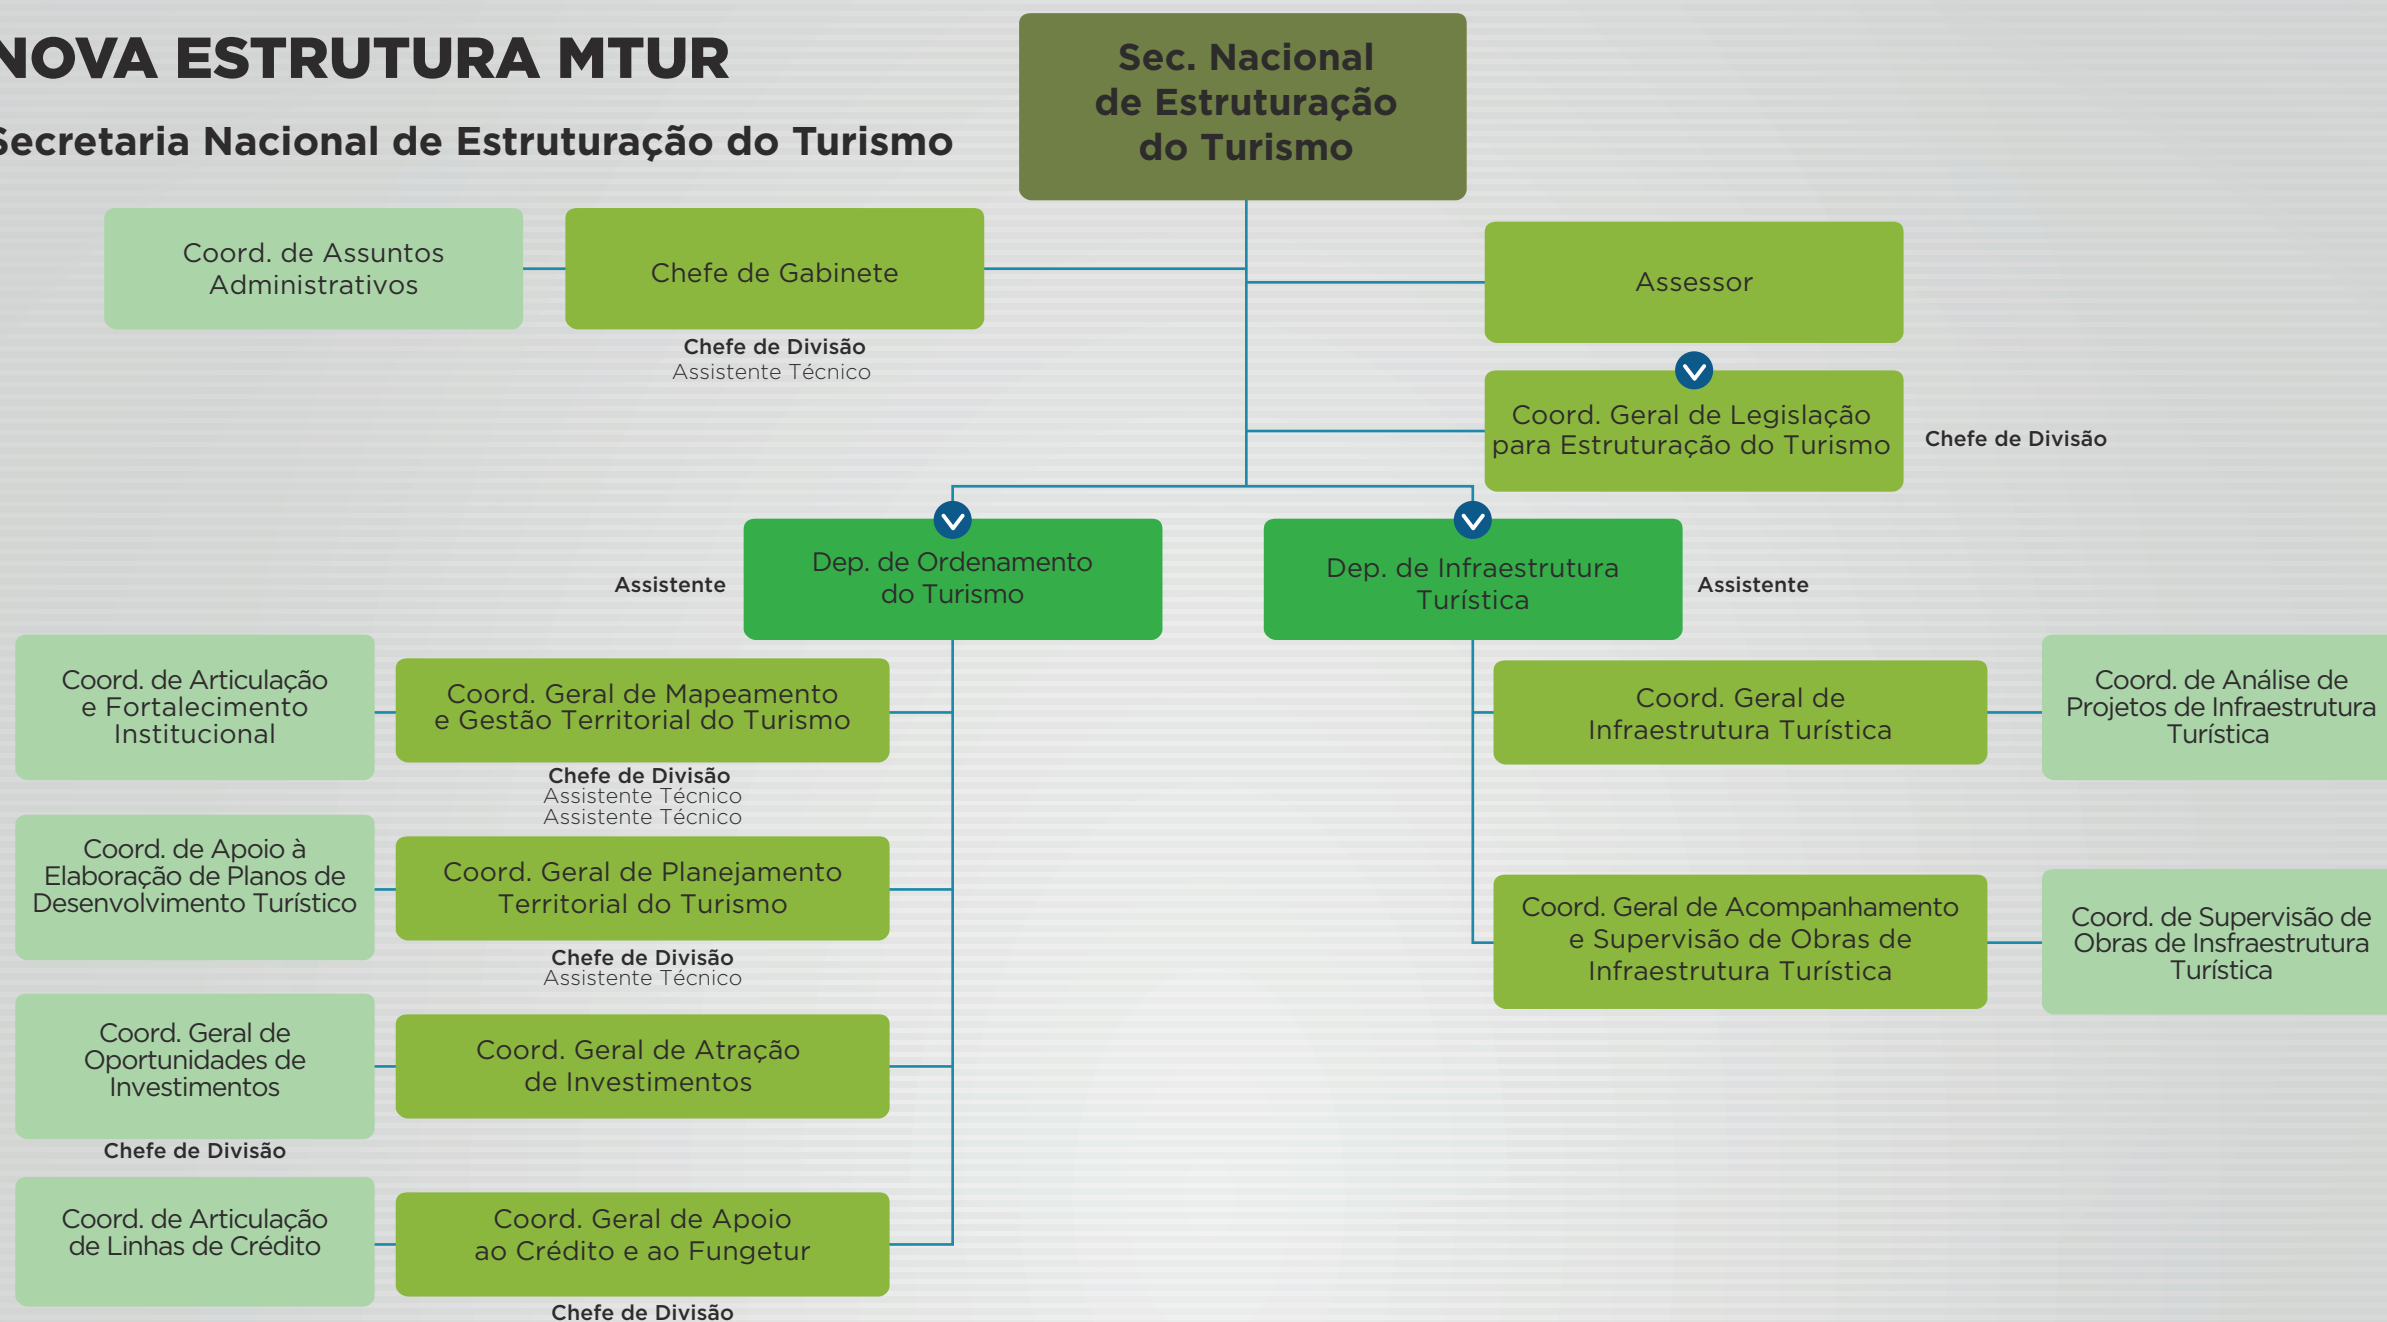 NOVA ESTRUTURA MTUR
Secretaria Nacional de Estruturação do Turismo
Sec. Nacional
de Estruturação
do Turismo
Coord. de Assuntos
Administrativos
Chefe de Gabinete
Chefe de Divisão
Assistente Técnico
Assessor
Coord. Geral de Legislação
para Estruturação do Turismo
Chefe de Divisão
Assistente
Dep. de Ordenamento
do Turismo
Dep. de Infraestrutura
Turística
Assistente
Coord. de Articulação
e Fortalecimento
Institucional
Coord. Geral de Mapeamento
e Gestão Territorial do Turismo
Chefe de Divisão
Assistente Técnico
Assistente Técnico
Coord. Geral de
Infraestrutura Turística
Coord. de Análise de
Projetos de Infraestrutura
Turística
Coord. de Apoio à
Elaboração de Planos de
Desenvolvimento Turístico
Coord. Geral de Planejamento
Territorial do Turismo
Chefe de Divisão
Assistente Técnico
Coord. Geral de Acompanhamento
e Supervisão de Obras de
Infraestrutura Turística
Coord. de Supervisão de
Obras de Insfraestrutura
Turística
Coord. Geral de
Oportunidades de
Investimentos
Chefe de Divisão
Coord. Geral de Atração
de Investimentos
Coord. de Articulação
de Linhas de Crédito
Coord. Geral de Apoio
ao Crédito e ao Fungetur
Chefe de Divisão